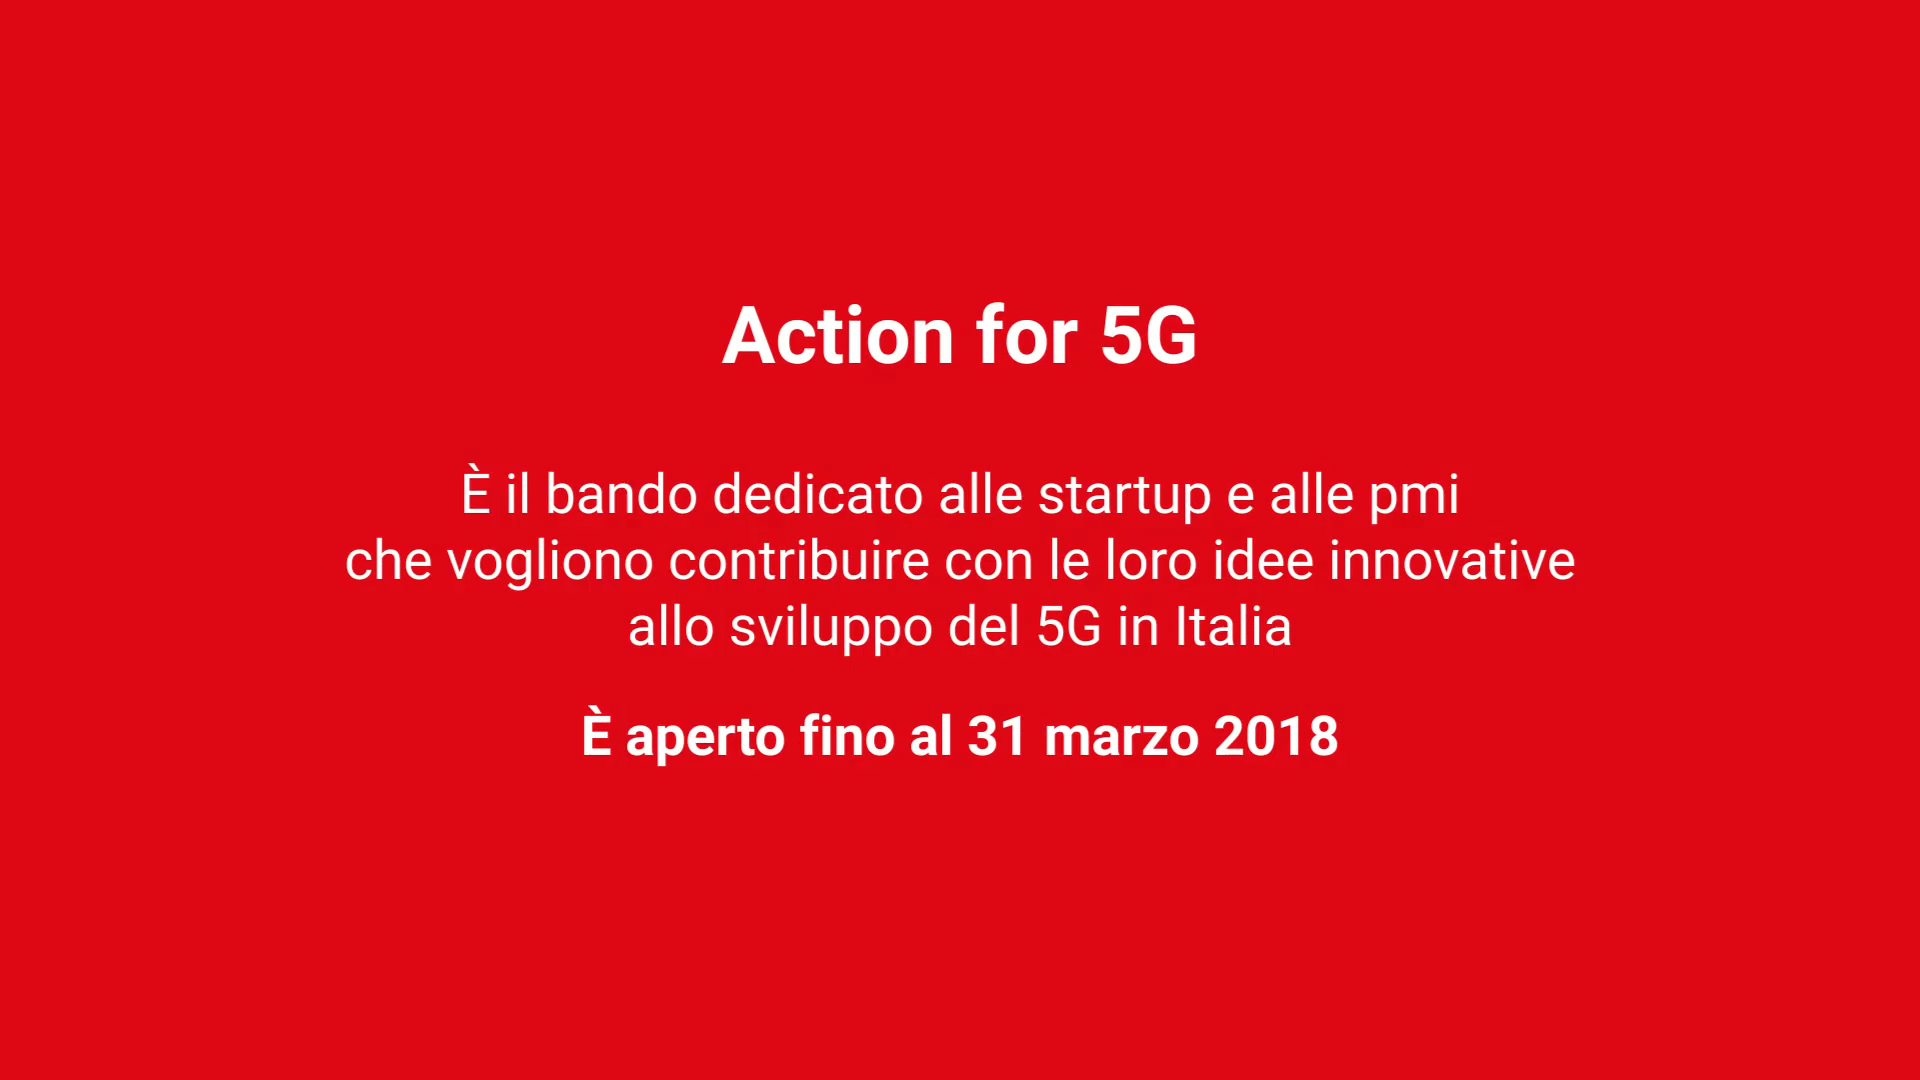 Action for 5G
È il bando dedicato alle startup e alle pmi
che vogliono contribuire con le loro idee innovative
allo sviluppo del 5G in Italia
È aperto fino al 31 marzo 2018